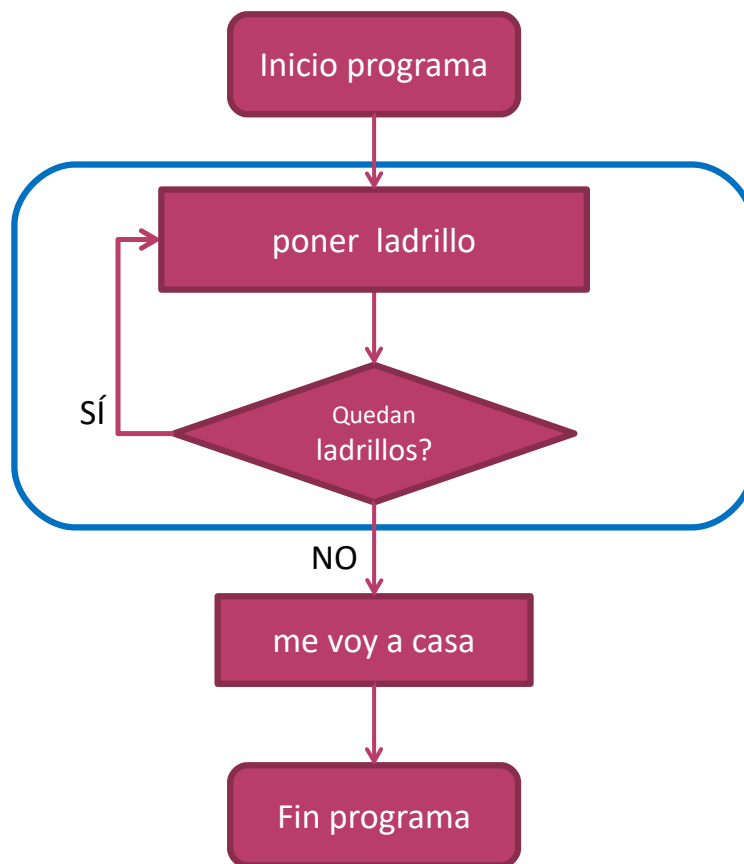 Inicio programa
poner ladrillo
SÍ
Quedan
ladrillos?
NO
me voy a casa
Fin programa